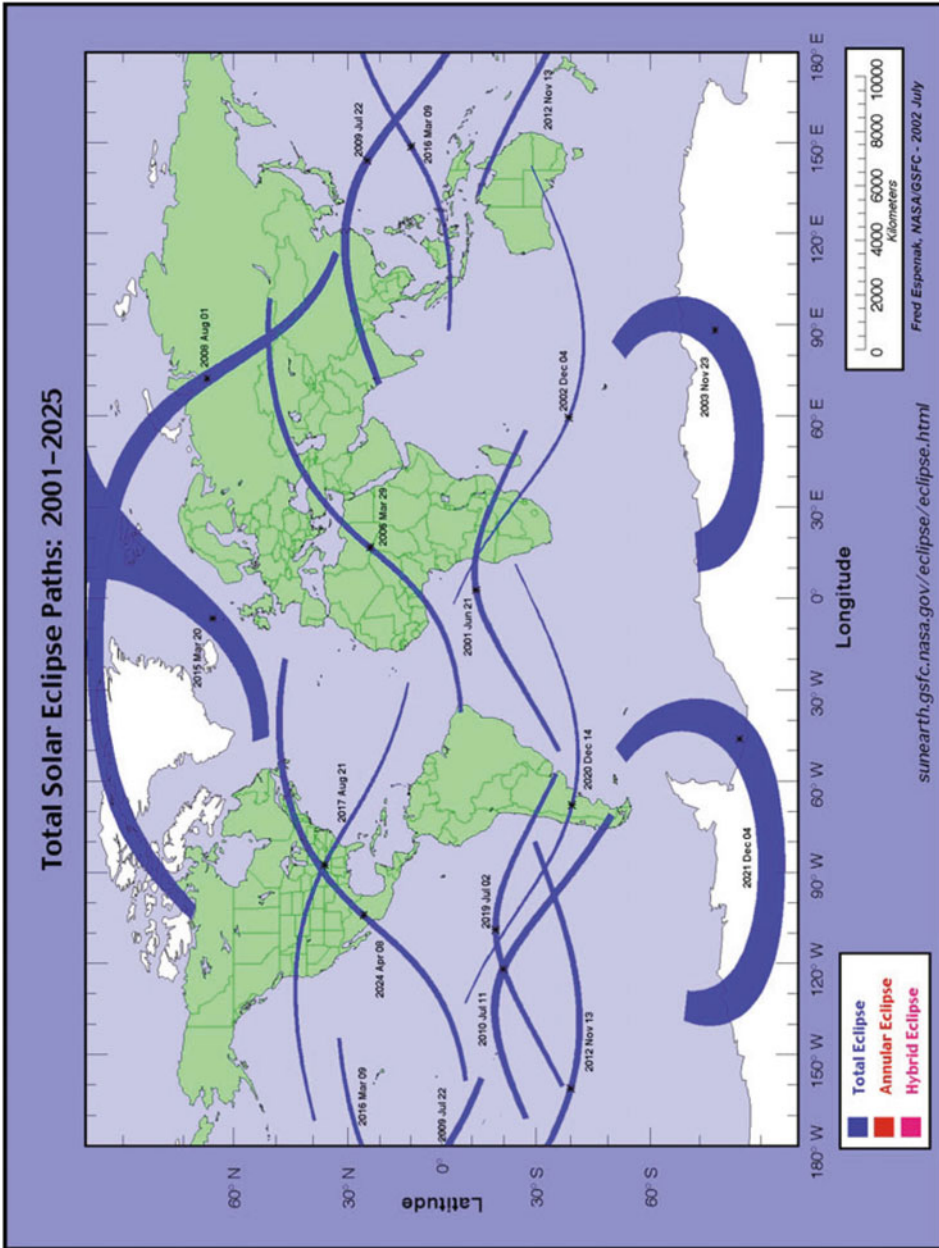 Total Solar Eclipse Paths: 2001–2025
2008 Aug 01
2015 Mar 20
2009 Jul 22
2016 Mar 09
2006 Mar 29
2017 Aug 21
2024 Apr 08
2016 Mar 09
2009 Jul 22
2001 Jun 21
2002 Dec 04
2012 Nov 13
2019 Jul 02
2010 Jul 11
2020 Dec 14
2012 Nov 13
2003 Nov 23
2021 Dec 04
Latitude
60° N
30° N
0°
30° S
60° S
180° W
150° W
120° W
90° W
60° W
30° W
0°
30° E
60° E
90° E
120° E
150° E
180° E
Longitude
Total Eclipse
Annular Eclipse
Hybrid Eclipse
0 2000 4000 6000 8000 10000
Kilometers
Fred Espenak, NASA/GSFC - 2002 July
sunearth.gsfc.nasa.gov/eclipse/eclipse.html